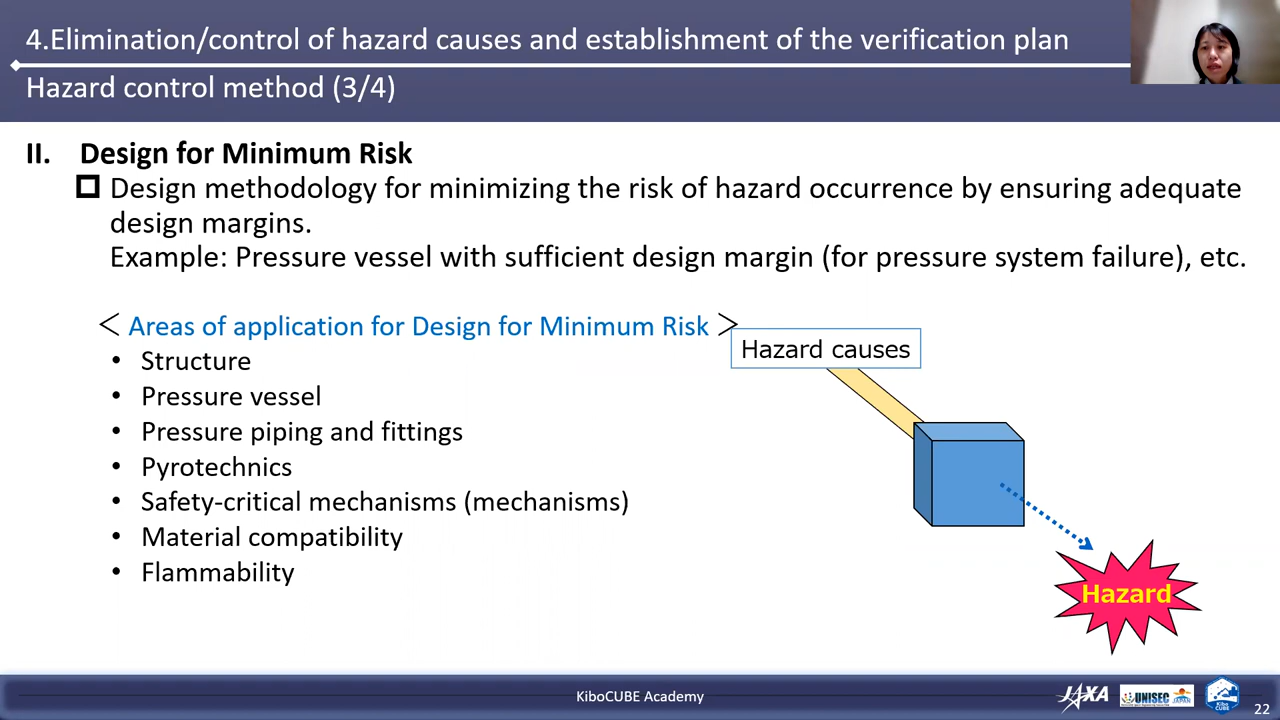 4.Elimination/control of hazard causes and establishment of the verification plan
Hazard control method (3/4)
II. Design for Minimum Risk
Design methodology for minimizing the risk of hazard occurrence by ensuring adequate
design margins.
Example: Pressure vessel with sufficient design margin (for pressure system failure), etc.
＜ Areas of application for Design for Minimum Risk ＞
• Structure
• Pressure vessel
• Pressure piping and fittings
• Pyrotechnics
• Safety-critical mechanisms (mechanisms)
• Material compatibility
• Flammability
Hazard causes
Hazard
KiboCUBE Academy
JAXA
UNISEC
Kibo
CUBE
22